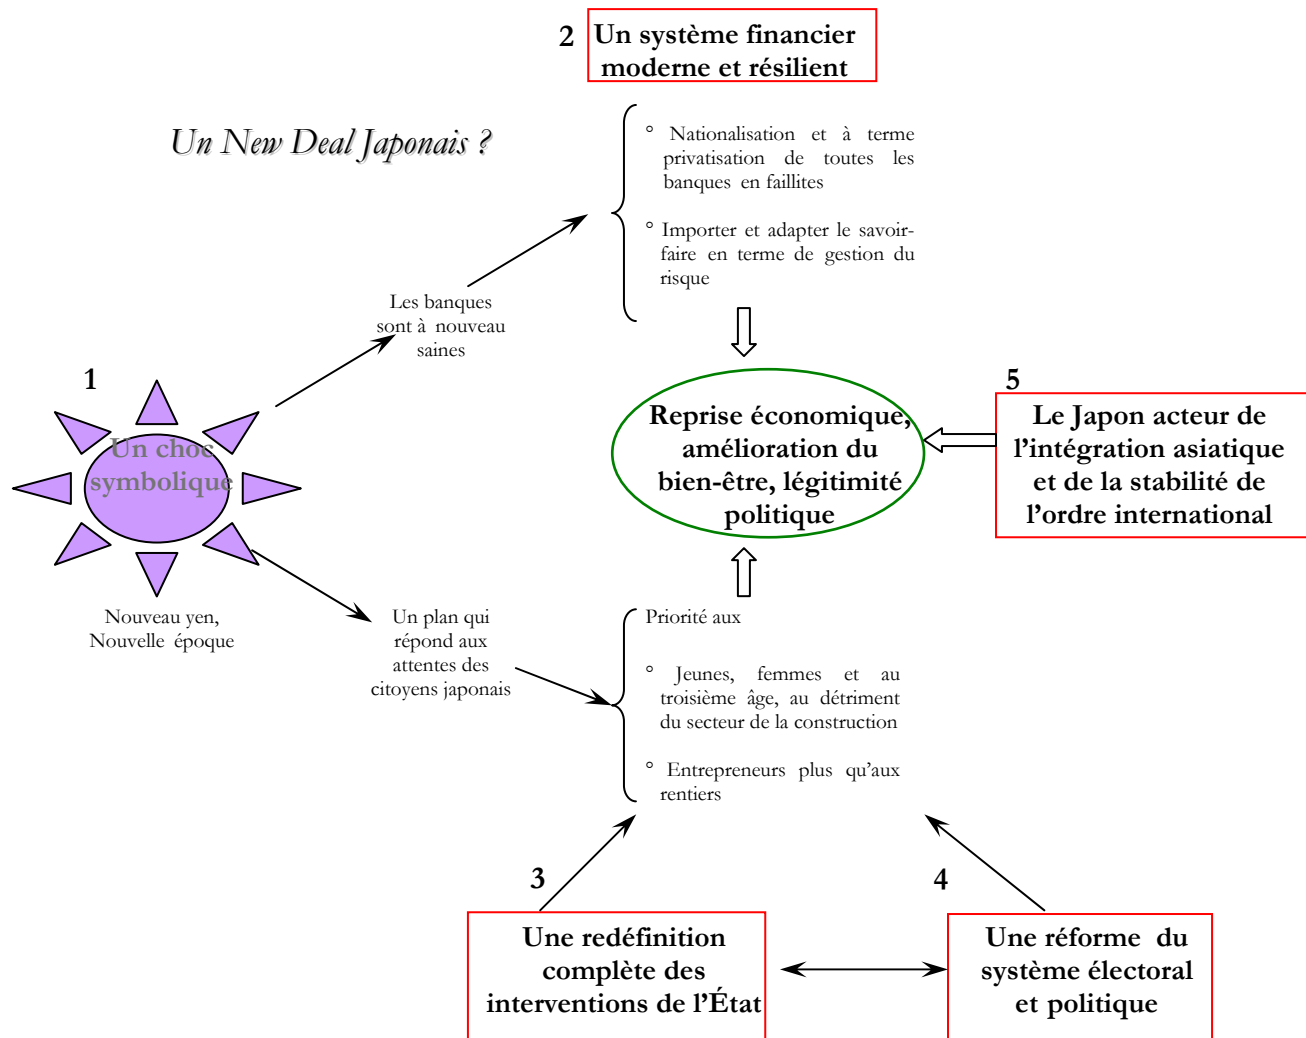 2
Un système financier
moderne et résilient
Un New Deal Japonais ?
° Nationalisation et à terme
privatisation de toutes les
banques en faillites
° Importer et adapter le savoir-
faire en terme de gestion du
risque
Les banques
sont à nouveau
saines
1
Un choc
symbolique
Nouveau yen,
Nouvelle époque
Reprise économique,
amélioration du
bien-être, légitimité
politique
5
Le Japon acteur de
l’intégration asiatique
et de la stabilité de
l’ordre international
Un plan qui
répond aux
attentes des
citoyens japonais
Priorité aux
° Jeunes, femmes et au
troisième âge, au détriment
du secteur de la construction
° Entrepreneurs plus qu’aux
rentiers
3
Une redéfinition
complète des
interventions de l’État
4
Une réforme du
système électoral
et politique